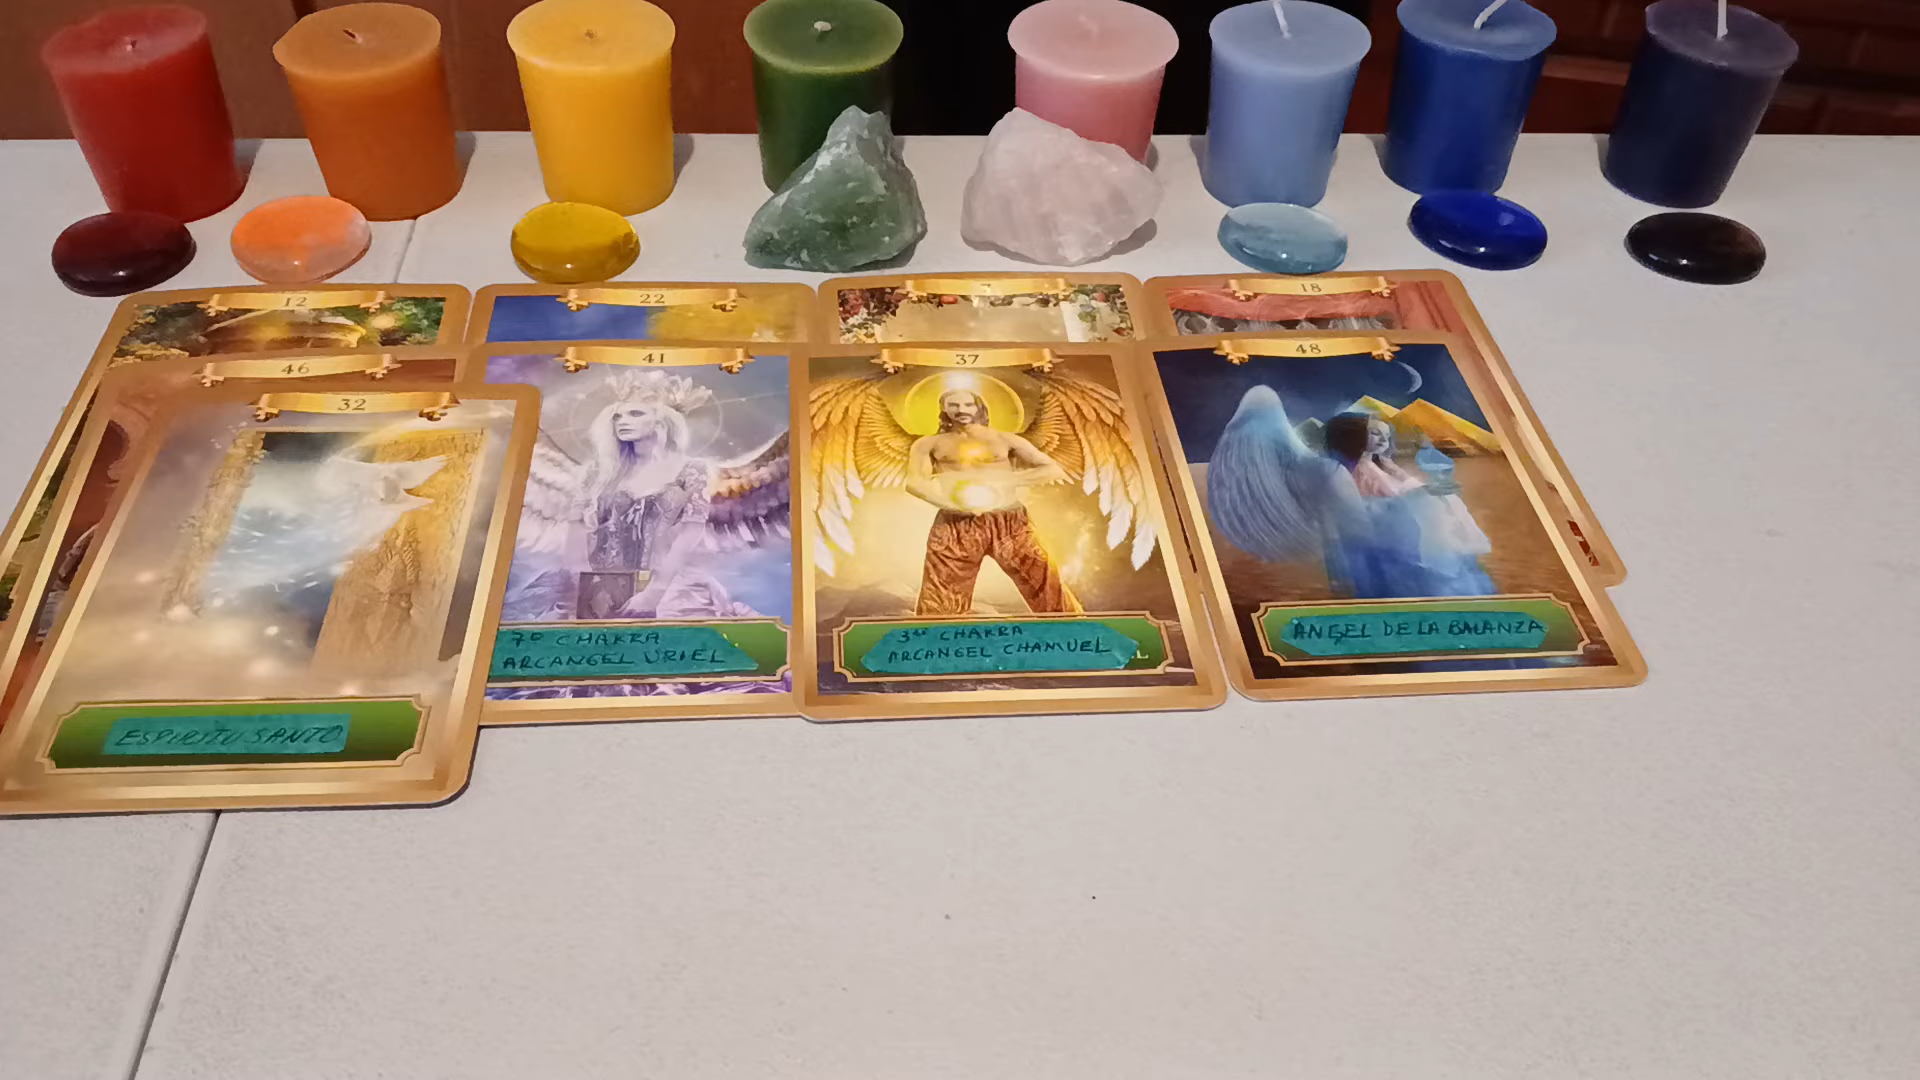 12
22
7
18
46
41
37
48
32
7º CHAKRA
ARCANGEL URIEL
3er CHAKRA
ARCANGEL CHAMUEL
ANGEL DE LA BALANZA
ESPIRITU SANTO